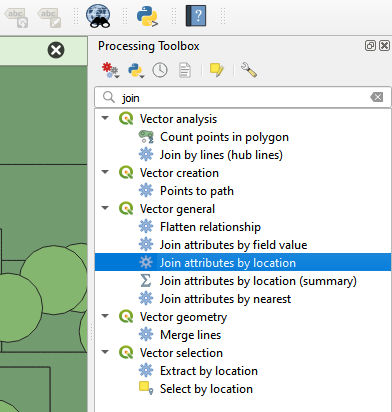 abc
abc
?
Processing Toolbox
join
Vector analysis
Count points in polygon
Join by lines (hub lines)
Vector creation
Points to path
Vector general
Flatten relationship
Join attributes by field value
Join attributes by location
Join attributes by location (summary)
Join attributes by nearest
Vector geometry
Merge lines
Vector selection
Extract by location
Select by location